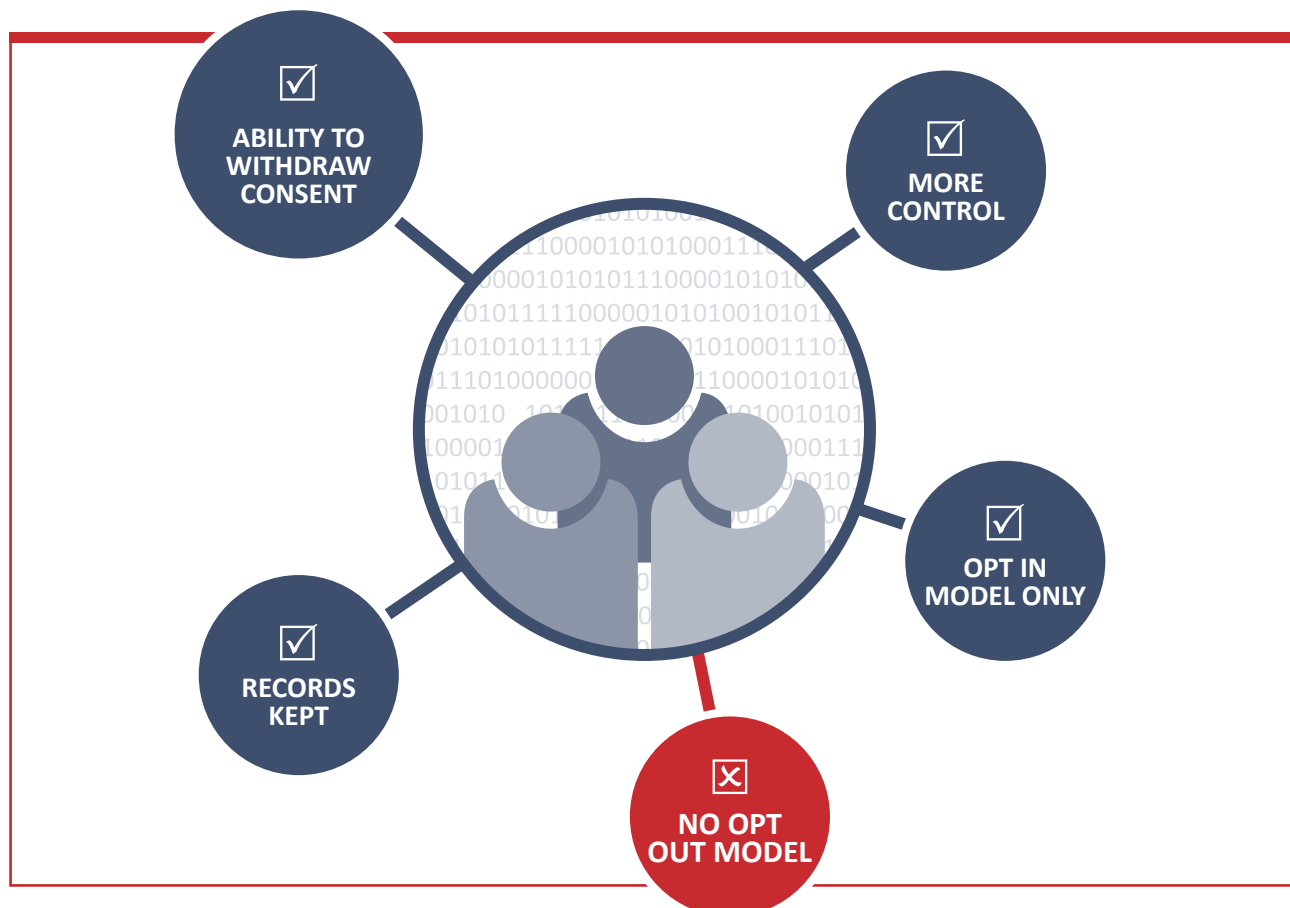 ABILITY TO
WITHDRAW
CONSENT
MORE
CONTROL
OPT IN
MODEL ONLY
RECORDS
KEPT
NO OPT
OUT MODEL